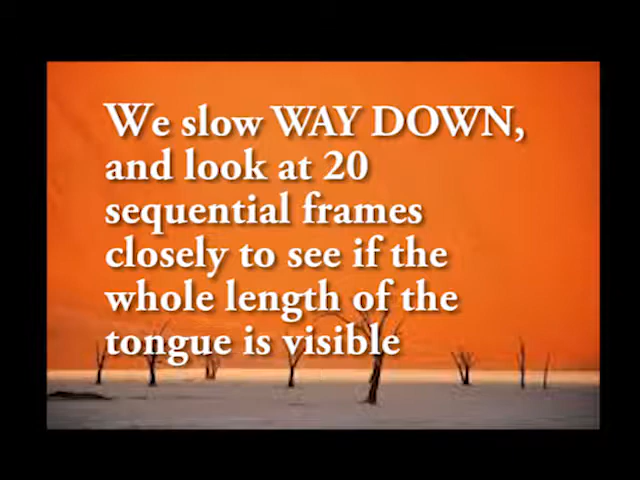 We slow WAY DOWN,
and look at 20
sequential frames
closely to see if the
whole length of the
tongue is visible